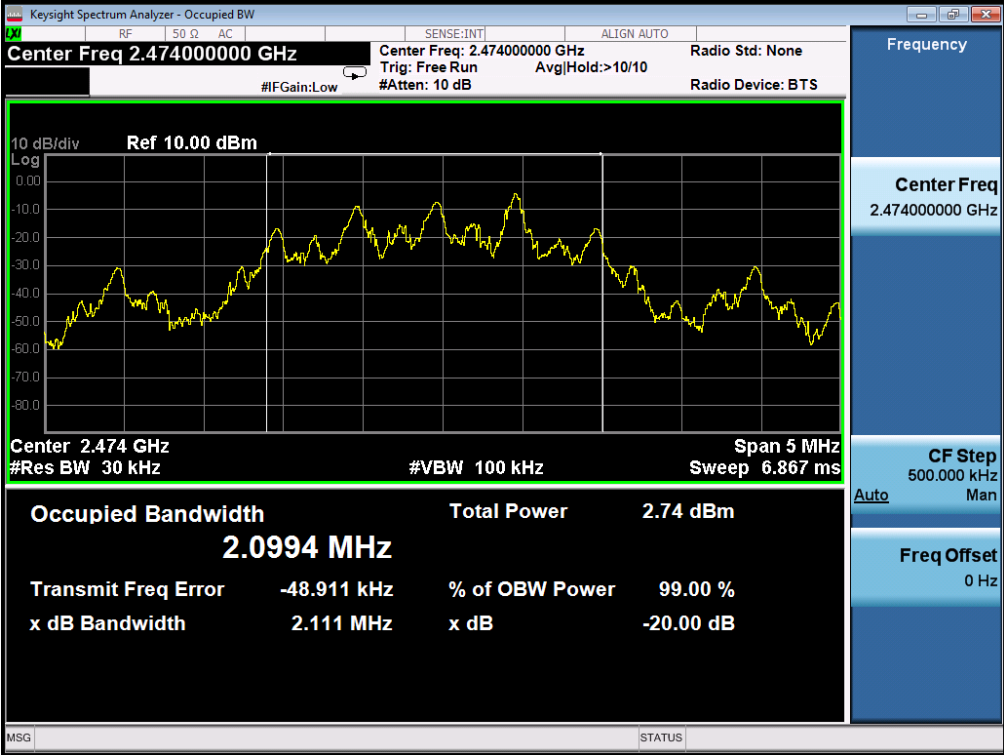 Keysight Spectrum Analyzer - Occupied BW
LXI RF 50 Ω AC SENSE:INT ALIGN AUTO
Center Freq 2.474000000 GHz
Center Freq: 2.474000000 GHz Radio Std: None
Trig: Free Run Avg|Hold:>10/10
#IFGain:Low #Atten: 10 dB Radio Device: BTS
10 dB/div Ref 10.00 dBm
Log
0.00
-10.0
-20.0
-30.0
-40.0
-50.0
-60.0
-70.0
-80.0
Center 2.474 GHz Span 5 MHz
#Res BW 30 kHz #VBW 100 kHz Sweep 6.867 ms
Occupied Bandwidth Total Power 2.74 dBm
2.0994 MHz
Transmit Freq Error -48.911 kHz % of OBW Power 99.00 %
x dB Bandwidth 2.111 MHz x dB -20.00 dB
Frequency
Center Freq
2.474000000 GHz
CF Step
500.000 kHz
Auto Man
Freq Offset
0 Hz
MSG STATUS